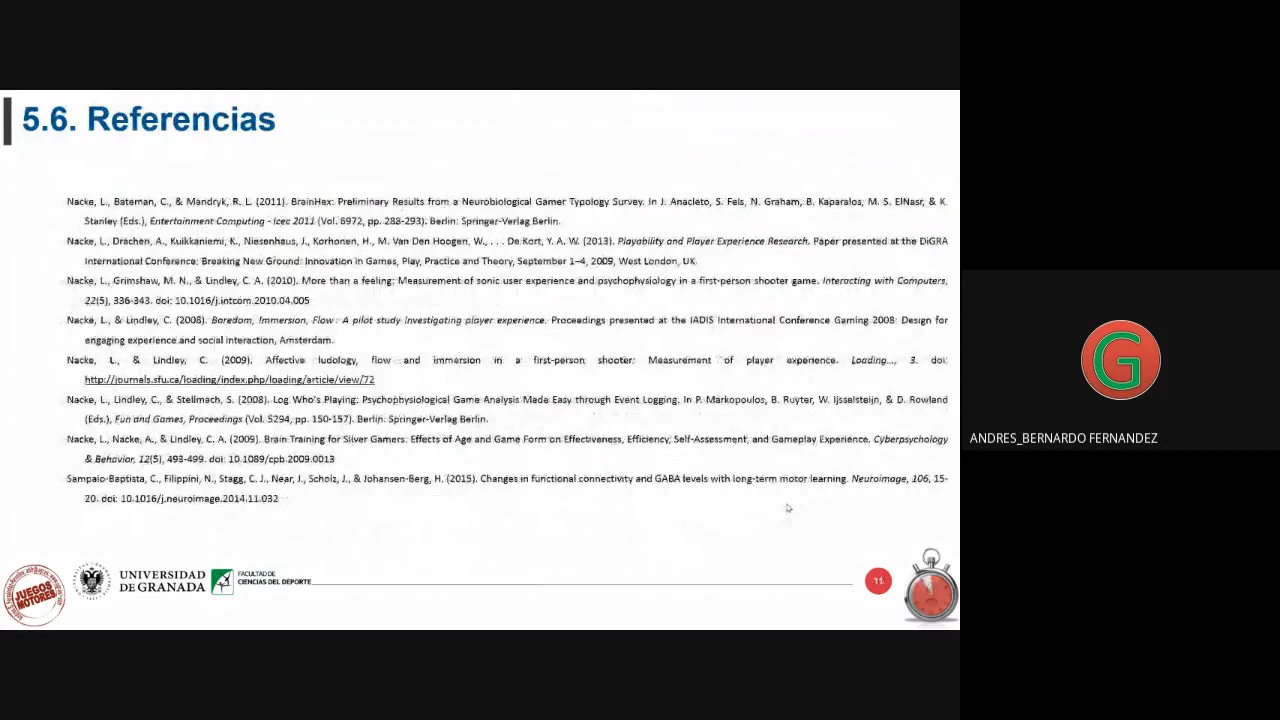 5.6. Referencias
Nacke, L., Bateman, C., & Mandryk, R. L. (2011). BrainHex: Preliminary Results from a Neurobiological Gamer Typology Survey. In J. Anacleto, S. Fels, N. Graham, B. Kapralos, M. S. ElNasr, & K.
Stanley (Eds.), Entertainment Computing - Icec 2011 (Vol. 6972, pp. 288-293). Berlin: Springer-Verlag Berlin.
Nacke, L., Drachen, A., Kuikkaniemi, K., Niesenhaus, J., Korhonen, H., M. Van Den Hoogen, W., . . . De Kort, Y. A. W. (2013). Playability and Player Experience Research. Paper presented at the DiGRA
International Conference: Breaking New Ground: Innovation in Games, Play, Practice and Theory, September 1–4, 2009, West London, UK.
Nacke, L., Grimshaw, M. N., & Lindley, C. A. (2010). More than a feeling: Measurement of sonic user experience and psychophysiology in a first-person shooter game. Interacting with Computers,
22(5), 336-343. doi: 10.1016/j.intcom.2010.04.005
Nacke, L., & Lindley, C. (2008). Boredom, Immersion, Flow: A pilot study investigating player experience. Proceedings presented at the IADIS International Conference Gaming 2008: Design for
engaging experience and social interaction, Amsterdam.
Nacke, L., & Lindley, C. (2009). Affective ludology, flow and immersion in a first-person shooter: Measurement of player experience. Loading..., 3. doi:
http://journals.sfu.ca/loading/index.php/loading/article/view/72
Nacke, L., Lindley, C., & Stellmach, S. (2008). Log Who's Playing: Psychophysiological Game Analysis Made Easy through Event Logging. In P. Markopoulos, B. Ruyter, W. Ijsselsteijn, & D. Rowland
(Eds.), Fun and Games, Proceedings (Vol. 5294, pp. 150-157). Berlin: Springer-Verlag Berlin.
Nacke, L., Nacke, A., & Lindley, C. A. (2009). Brain Training for Silver Gamers: Effects of Age and Game Form on Effectiveness, Efficiency, Self-Assessment, and Gameplay Experience. Cyberpsychology
& Behavior, 12(5), 493-499. doi: 10.1089/cpb.2009.0013
Sampaio-Baptista, C., Filippini, N., Stagg, C. J., Near, J., Scholz, J., & Johansen-Berg, H. (2015). Changes in functional connectivity and GABA levels with long-term motor learning. Neuroimage, 106, 15-
20. doi: 10.1016/j.neuroimage.2014.11.032
JUEGOS
MOTORES
UNIVERSIDAD
DE GRANADA
FACULTAD DE
CIENCIAS DEL DEPORTE
11
G
ANDRES_BERNARDO FERNANDEZ